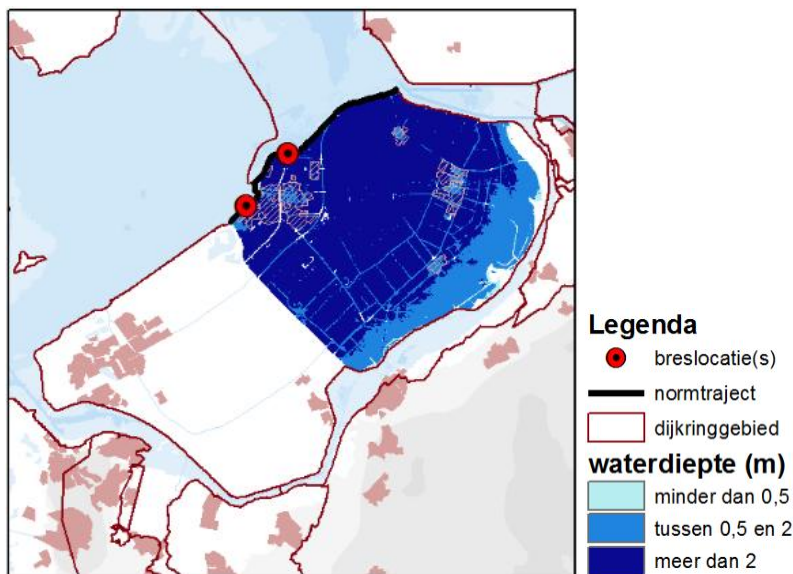 Legenda
breslocatie(s)
normtraject
dijkringgebied
waterdiepte (m)
minder dan 0,5
tussen 0,5 en 2
meer dan 2